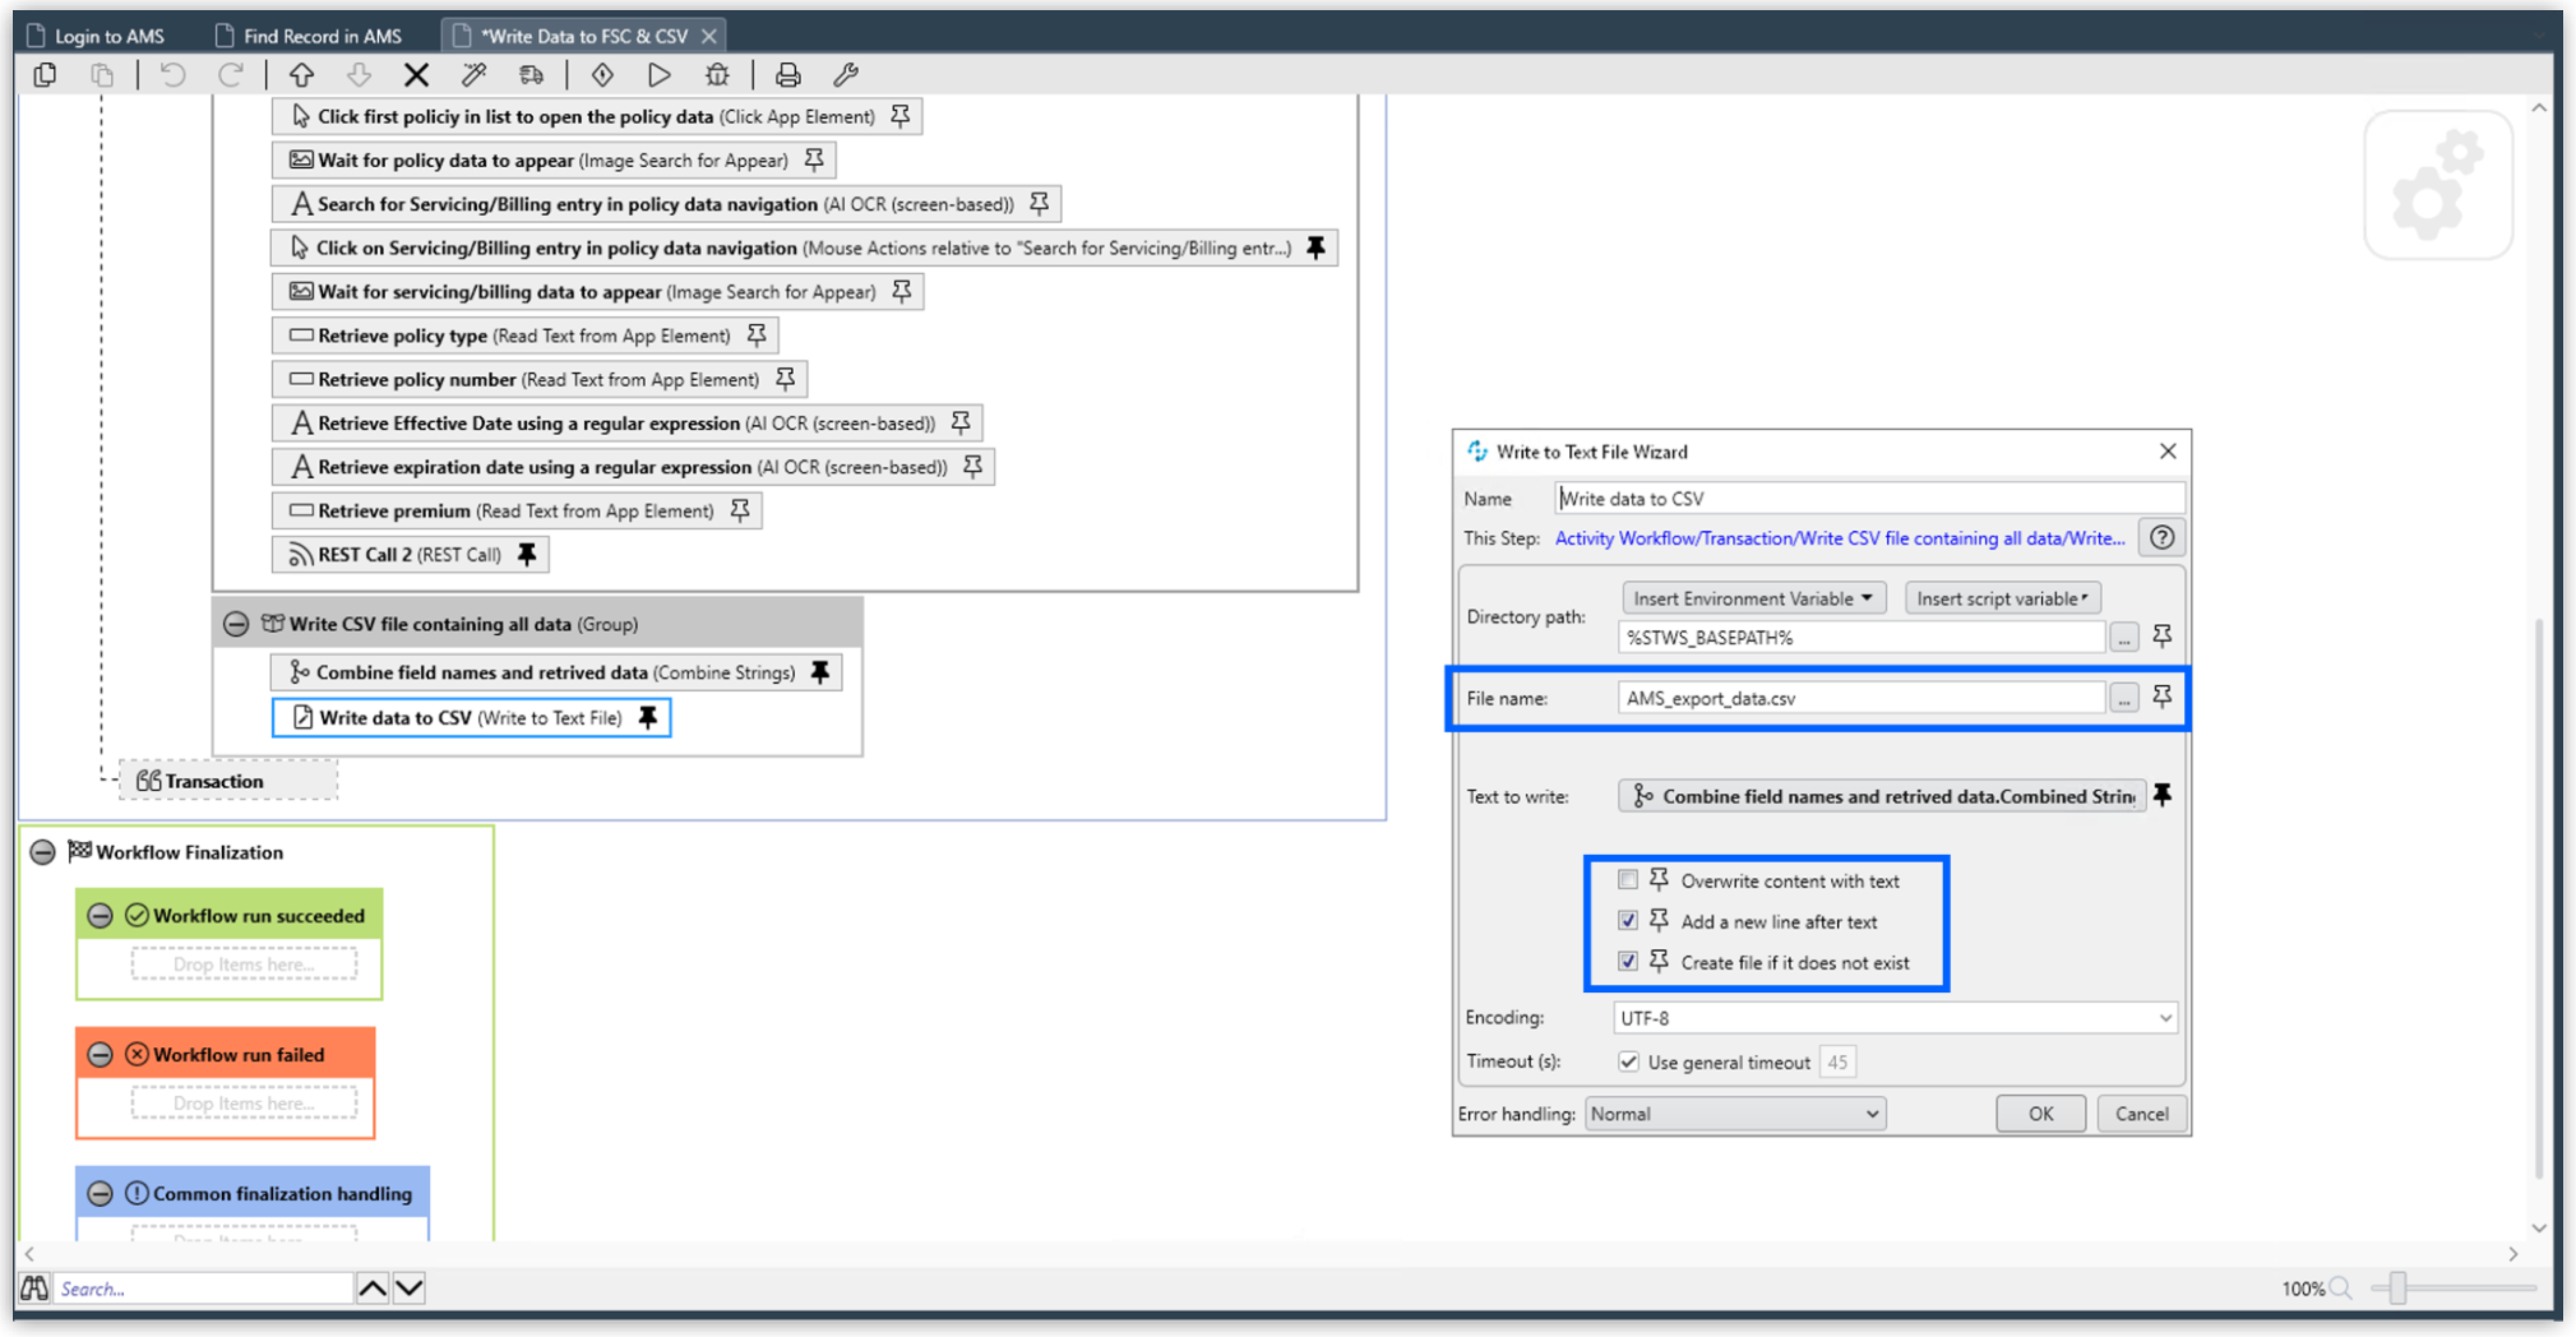 Login to AMS
Find Record in AMS
*Write Data to FSC & CSV
Click first policiy in list to open the policy data (Click App Element)
Wait for policy data to appear (Image Search for Appear)
Search for Servicing/Billing entry in policy data navigation (AI OCR (screen-based))
Click on Servicing/Billing entry in policy data navigation (Mouse Actions relative to "Search for Servicing/Billing entr...)
Wait for servicing/billing data to appear (Image Search for Appear)
Retrieve policy type (Read Text from App Element)
Retrieve policy number (Read Text from App Element)
Retrieve Effective Date using a regular expression (AI OCR (screen-based))
Retrieve expiration date using a regular expression (AI OCR (screen-based))
Retrieve premium (Read Text from App Element)
REST Call 2 (REST Call)
Write CSV file containing all data (Group)
Combine field names and retrived data (Combine Strings)
Write data to CSV (Write to Text File)
Transaction
Workflow Finalization
Workflow run succeeded
Drop Items here...
Workflow run failed
Drop Items here...
Common finalization handling
Drop Items here...
Write to Text File Wizard
Name Write data to CSV
This Step: Activity Workflow/Transaction/Write CSV file containing all data/Write...
Insert Environment Variable Insert script variable
Directory path:
%STWS_BASEPATH% ...
File name: AMS_export_data.csv ...
Text to write: Combine field names and retrived data.Combined String
Overwrite content with text
Add a new line after text
Create file if it does not exist
Encoding: UTF-8
Timeout (s): Use general timeout 45
Error handling: Normal OK Cancel
Search...
100%